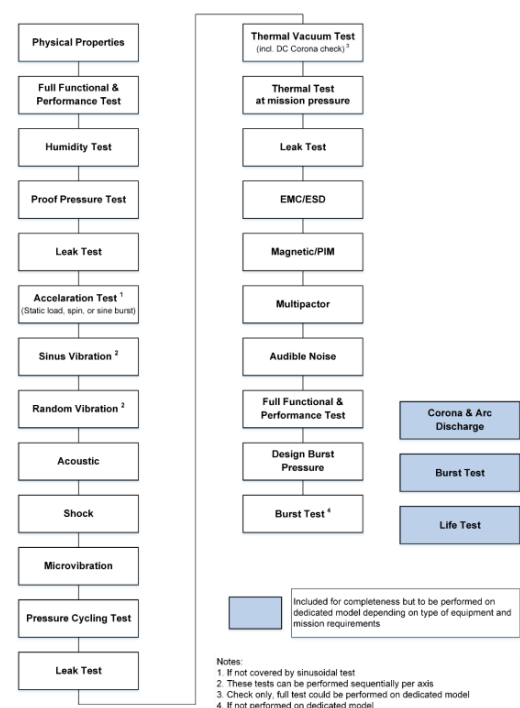 Physical Properties
Full Functional &
Performance Test
Humidity Test
Proof Pressure Test
Leak Test
Accelaration Test 1
(Static load, spin, or sine burst)
Sinus Vibration 2
Random Vibration 2
Acoustic
Shock
Microvibration
Pressure Cycling Test
Leak Test
Thermal Vacuum Test
(incl. DC Corona check) 3
Thermal Test
at mission pressure
Leak Test
EMC/ESD
Magnetic/PIM
Multipactor
Audible Noise
Full Functional &
Performance Test
Design Burst
Pressure
Burst Test 4
Corona & Arc
Discharge
Burst Test
Life Test
Included for completeness but to be performed on
dedicated model depending on type of equipment and
mission requirements
Notes:
1. If not covered by sinusoidal test
2. These tests can be performed sequentially per axis
3. Check only, full test could be performed on dedicated model
4. If not performed on dedicated model